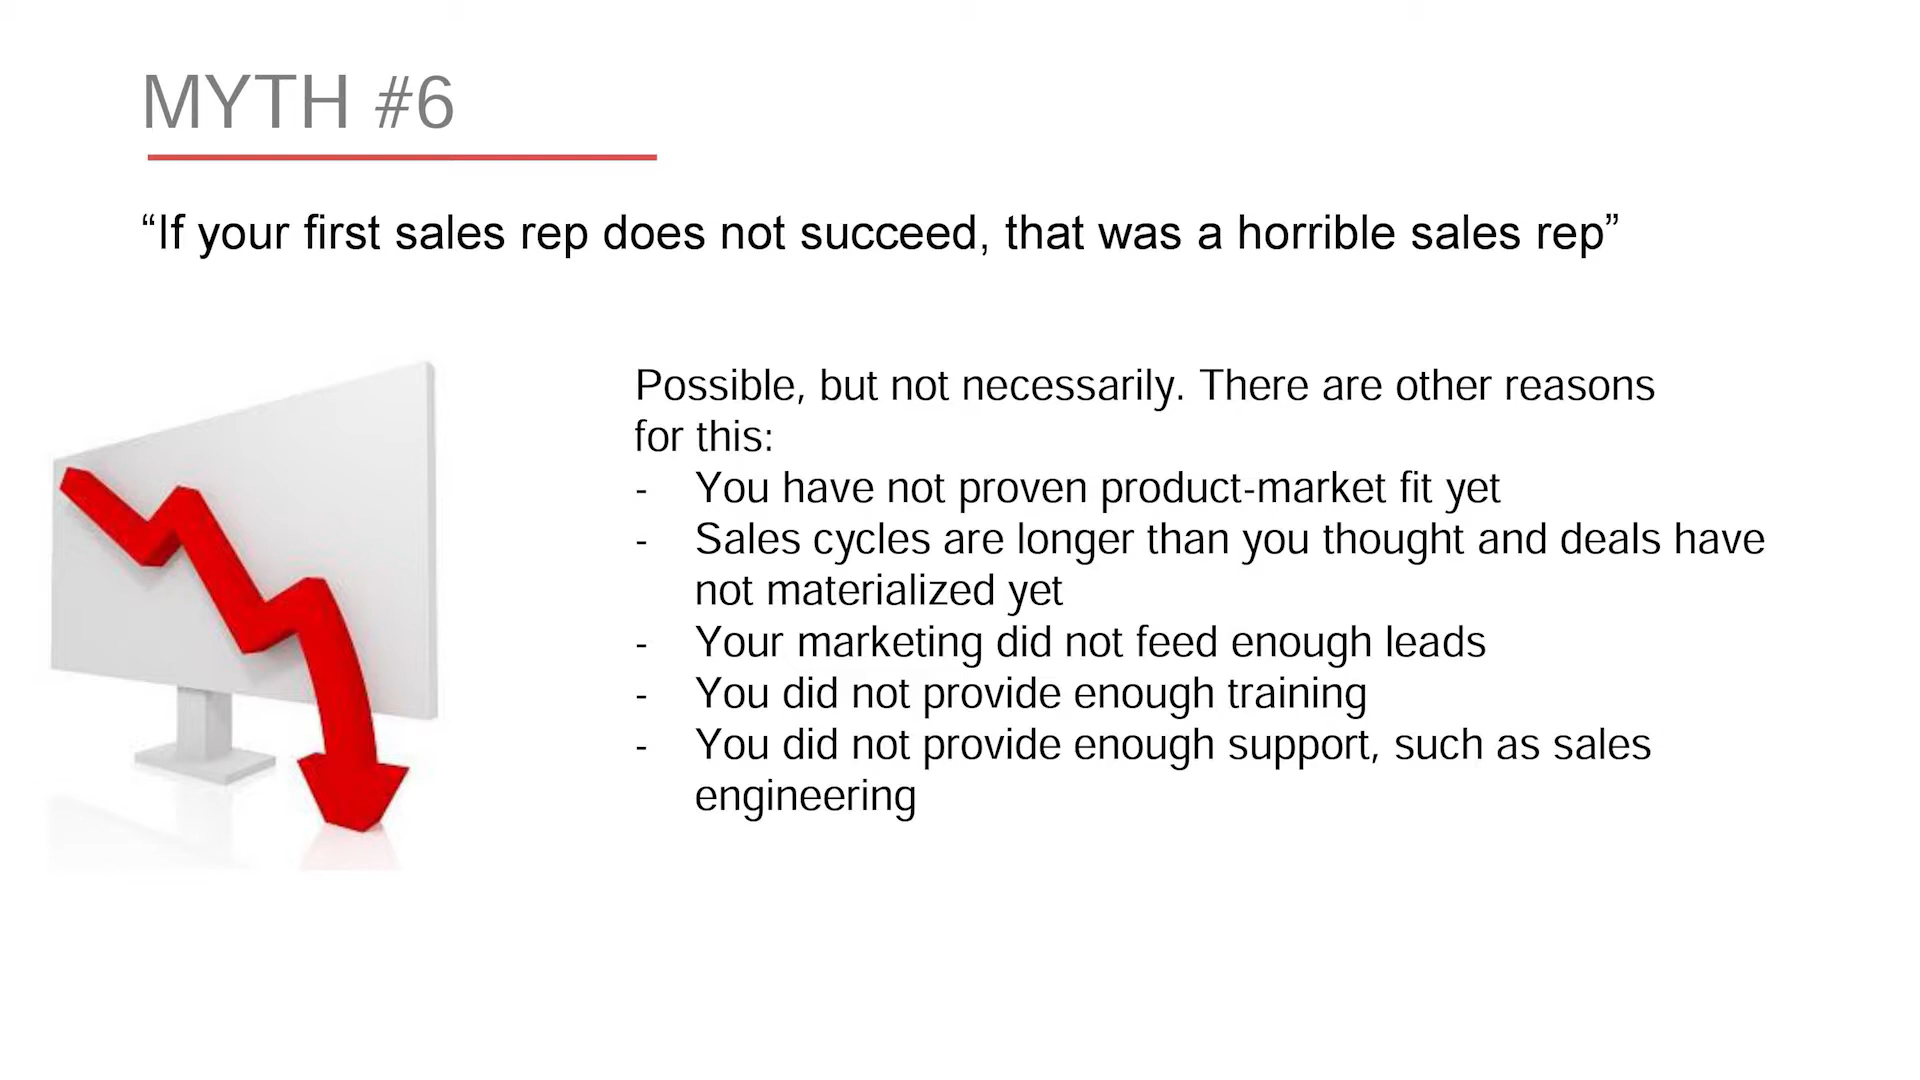 MYTH #6
“If your first sales rep does not succeed, that was a horrible sales rep”
Possible, but not necessarily. There are other reasons
for this:
- You have not proven product-market fit yet
- Sales cycles are longer than you thought and deals have
not materialized yet
- Your marketing did not feed enough leads
- You did not provide enough training
- You did not provide enough support, such as sales
engineering